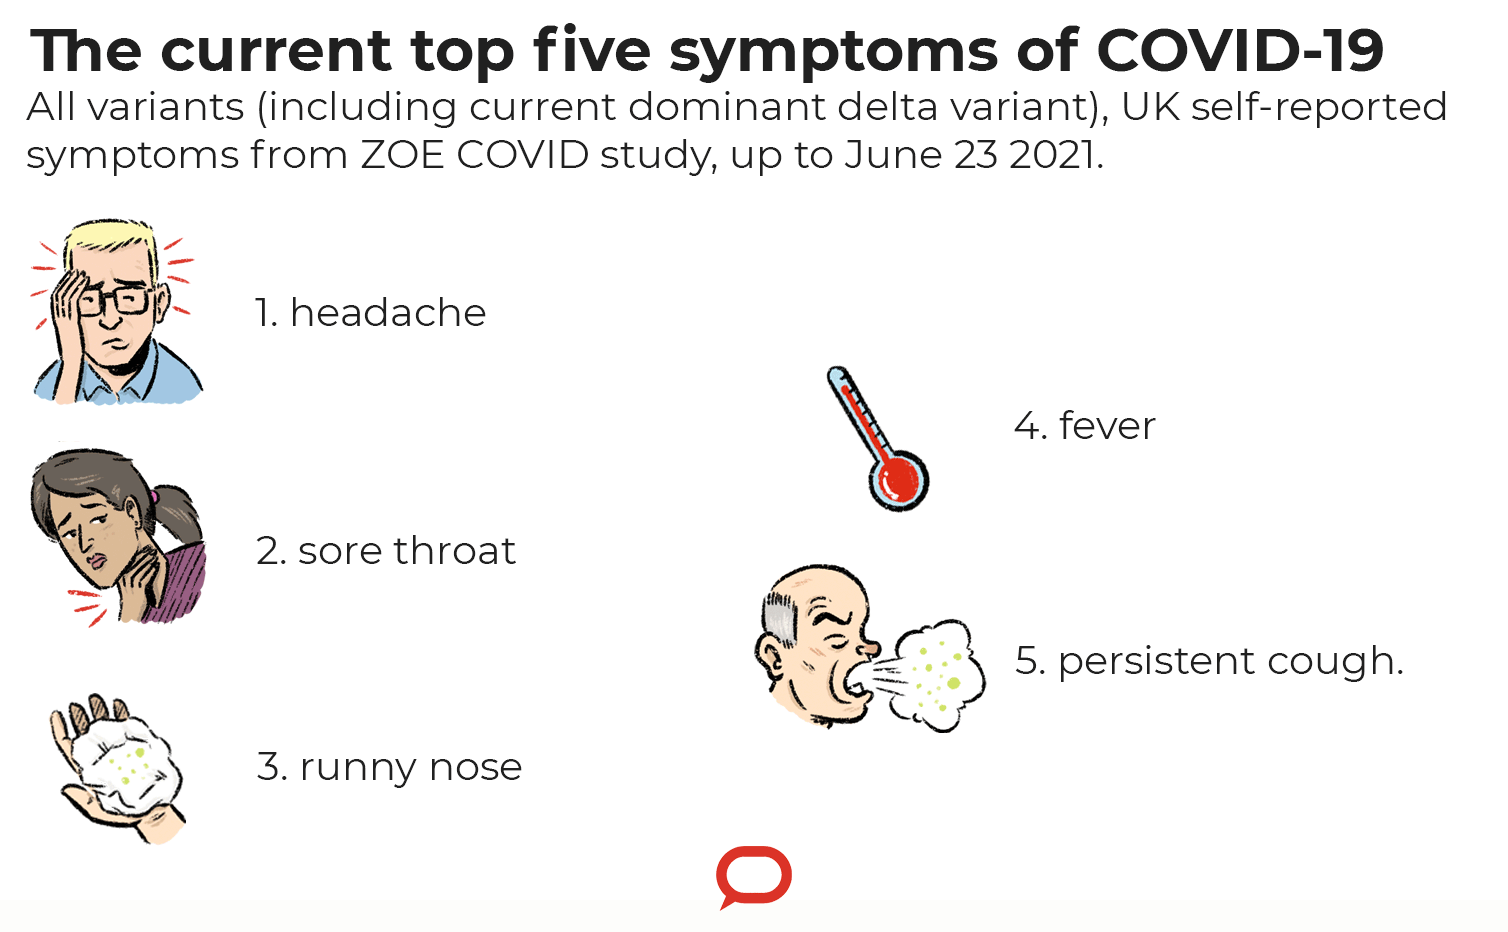 The current top five symptoms of COVID-19
All variants (including current dominant delta variant), UK self-reported
symptoms from ZOE COVID study, up to June 23 2021.
1. headache
2. sore throat
3. runny nose
4. fever
5. persistent cough.